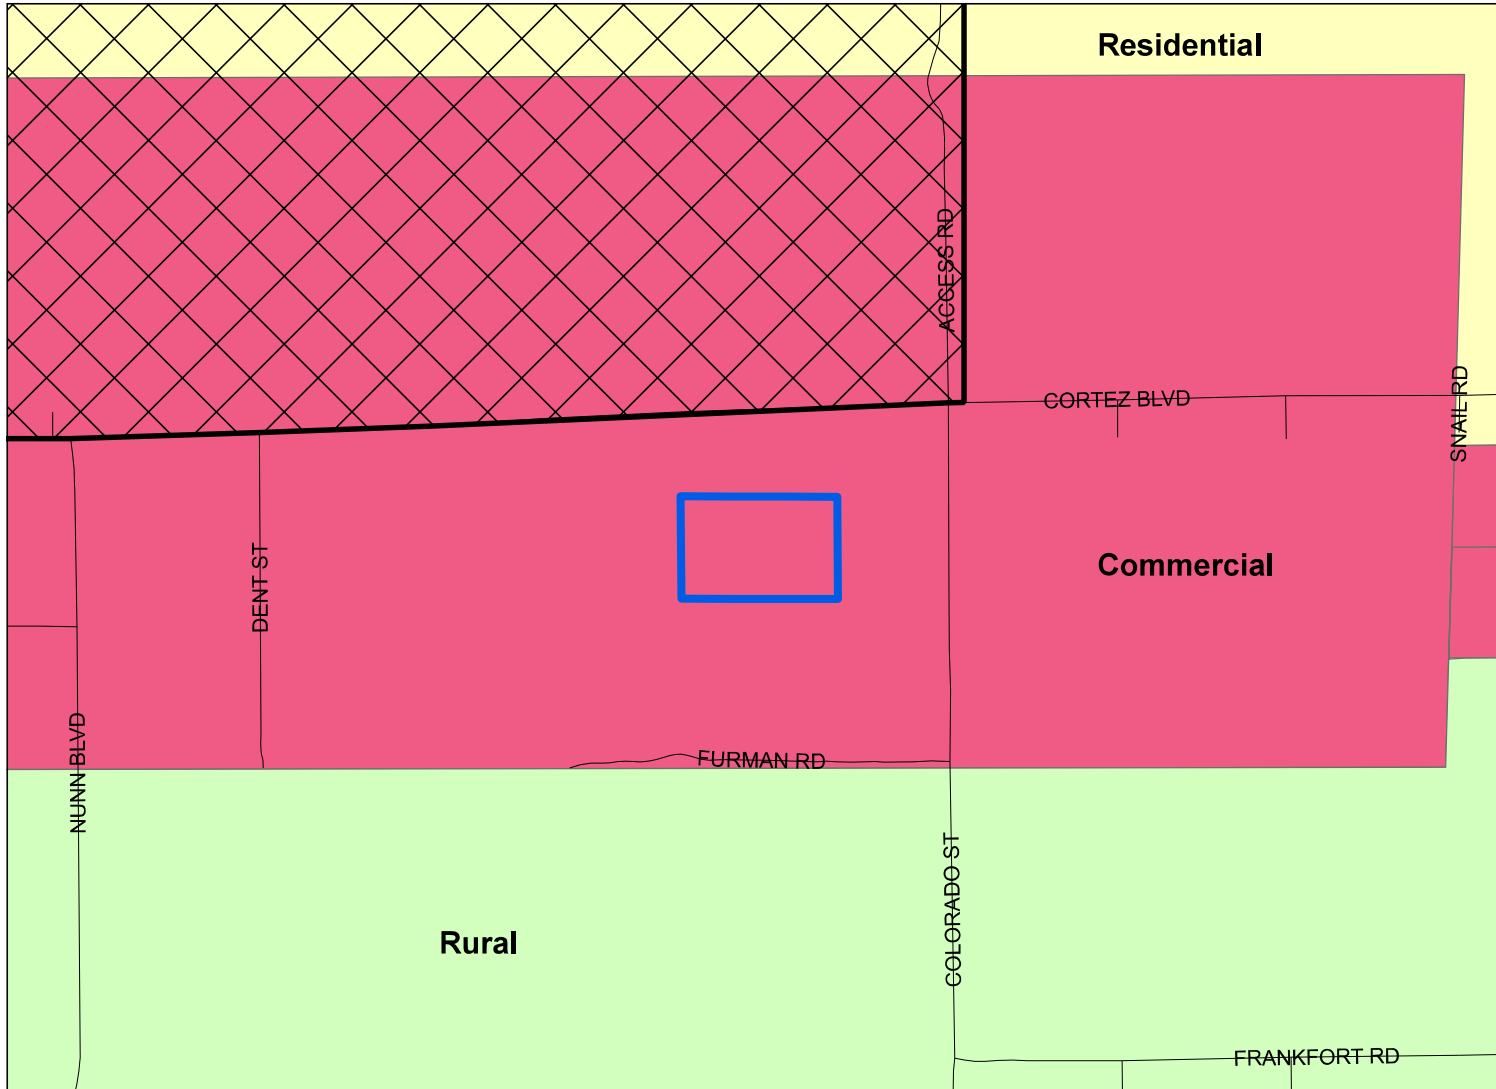 Residential
ACCESS RD
CORTEZ BLVD
SNAIL RD
DENT ST
Commercial
NUNN BLVD
FURMAN RD
COLORADO ST
Rural
FRANKFORT RD